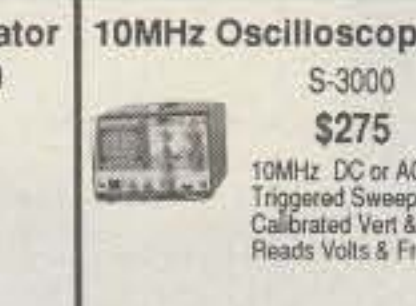 ator
10MHz Oscilloscop
S-3000
$275
10MHz DC or AC
Triggered Sweep
Calibrated Vert &
Reads Volts & Fr